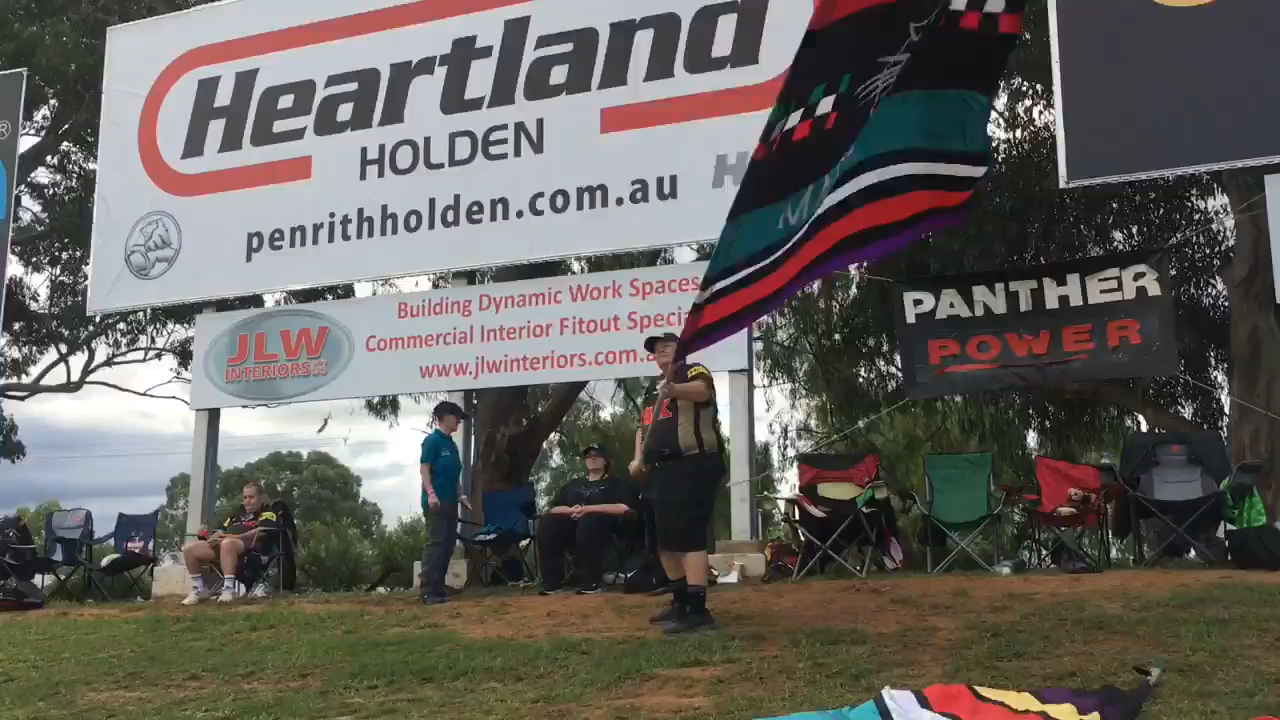 Heartland
HOLDEN
penrithholden.com.au
JLW
INTERIORS
Building Dynamic Work Spaces
Commercial Interior Fitout
www.jlwinteriors.com.a
PANTHER
POWER